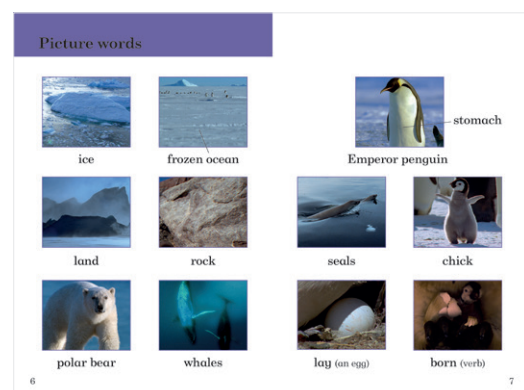 Picture words
ice
frozen ocean
land
rock
polar bear
whales
6
stomach
Emperor penguin
seals
chick
lay (an egg)
born (verb)
7